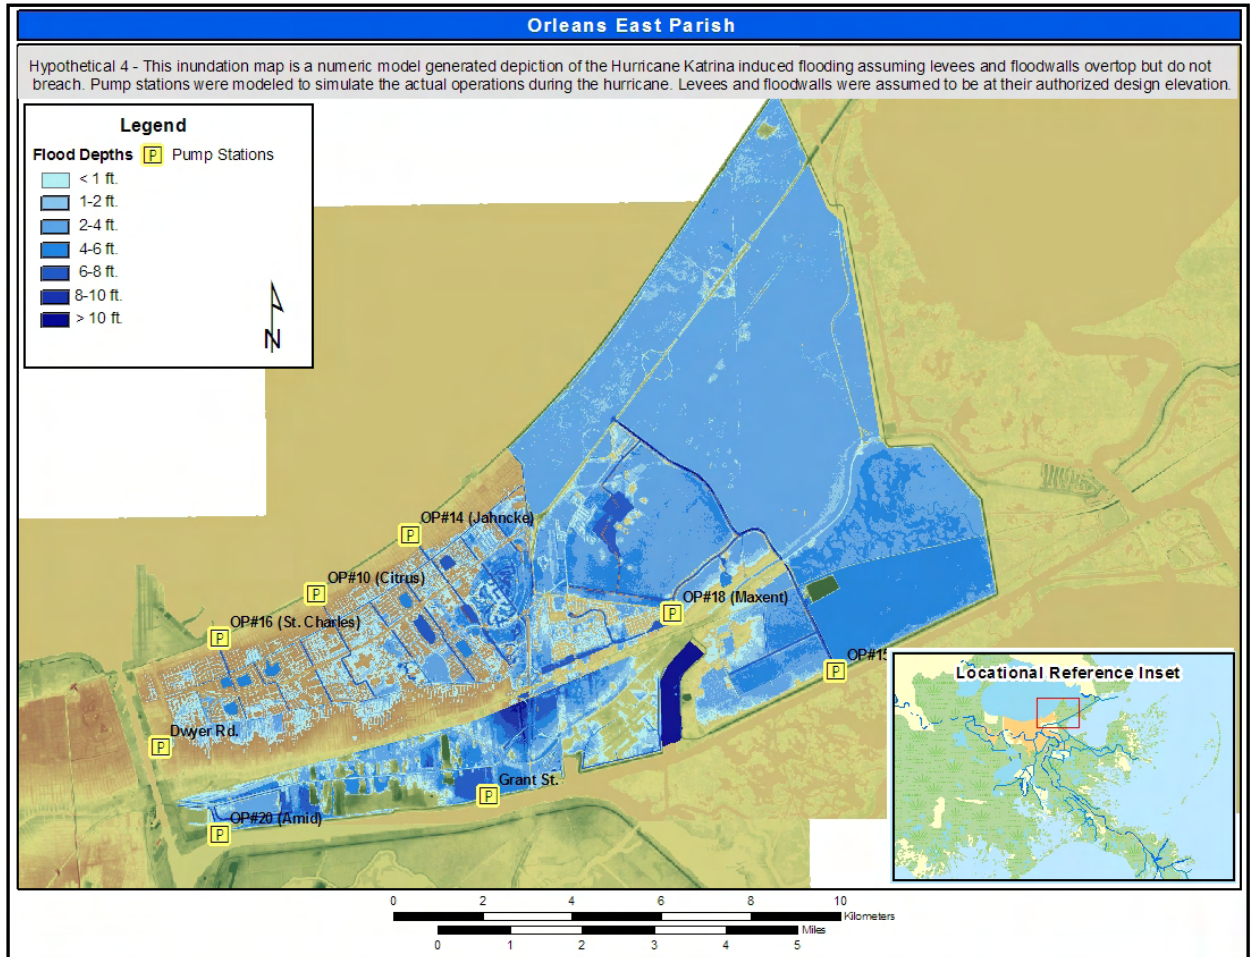 Orleans East Parish
Hypothetical 4 - This inundation map is a numeric model generated depiction of the Hurricane Katrina induced flooding assuming levees and floodwalls overtop but do not
breach. Pump stations were modeled to simulate the actual operations during the hurricane. Levees and floodwalls were assumed to be at their authorized design elevation.
Legend
Flood Depths P Pump Stations
< 1 ft.
1-2 ft.
2-4 ft.
4-6 ft.
6-8 ft.
8-10 ft.
> 10 ft.
N
OP#14 (Jahncke)
P
OP#10 (Citrus)
P
OP#18 (Maxent)
P
OP#16 (St. Charles)
P
OP#15
P
Locational Reference Inset
Dwyer Rd.
P
Grant St.
P
OP#20 (Amid)
P
0 2 4 6 8 10
Kilometers
Miles
0 1 2 3 4 5